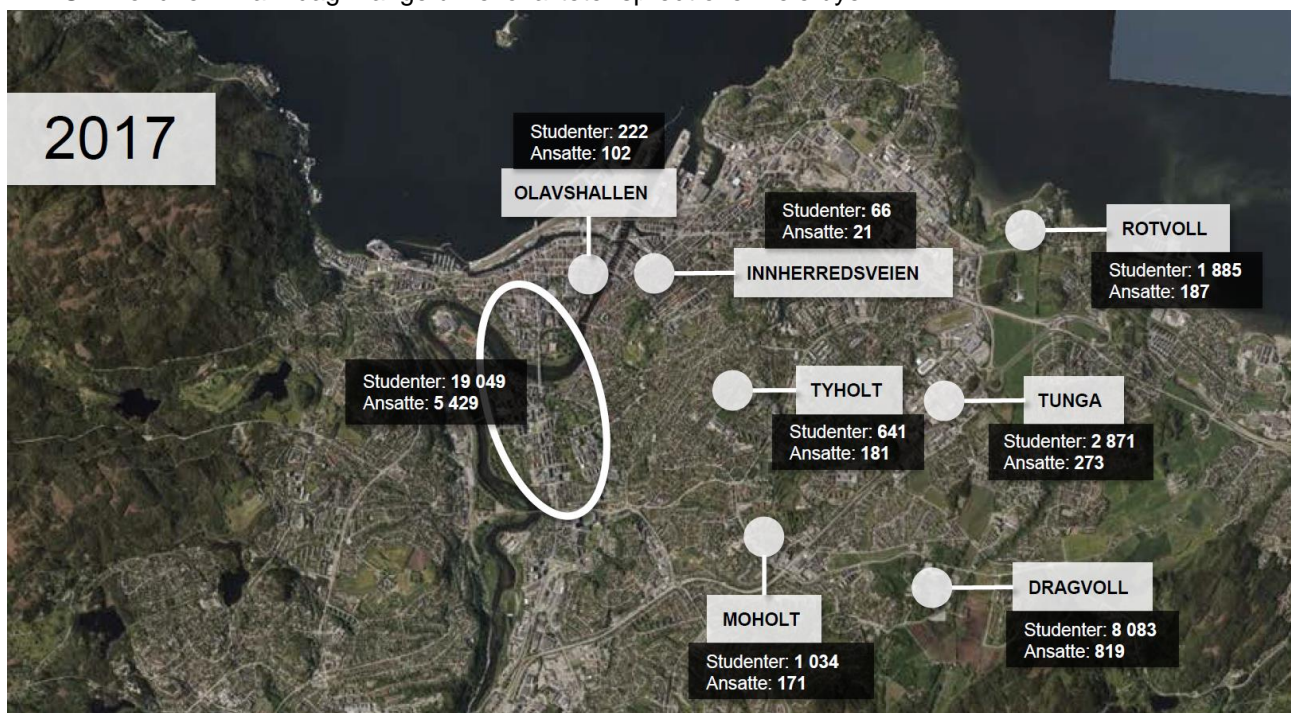 2017
Studenter: 222
Ansatte: 102
OLAVSHALLEN
Studenter: 66
Ansatte: 21
INNHERREDSVEIEN
ROTVOLL
Studenter: 1 885
Ansatte: 187
Studenter: 19 049
Ansatte: 5 429
TYHOLT
Studenter: 641
Ansatte: 181
TUNGA
Studenter: 2 871
Ansatte: 273
MOHOLT
Studenter: 1 034
Ansatte: 171
DRAGVOLL
Studenter: 8 083
Ansatte: 819